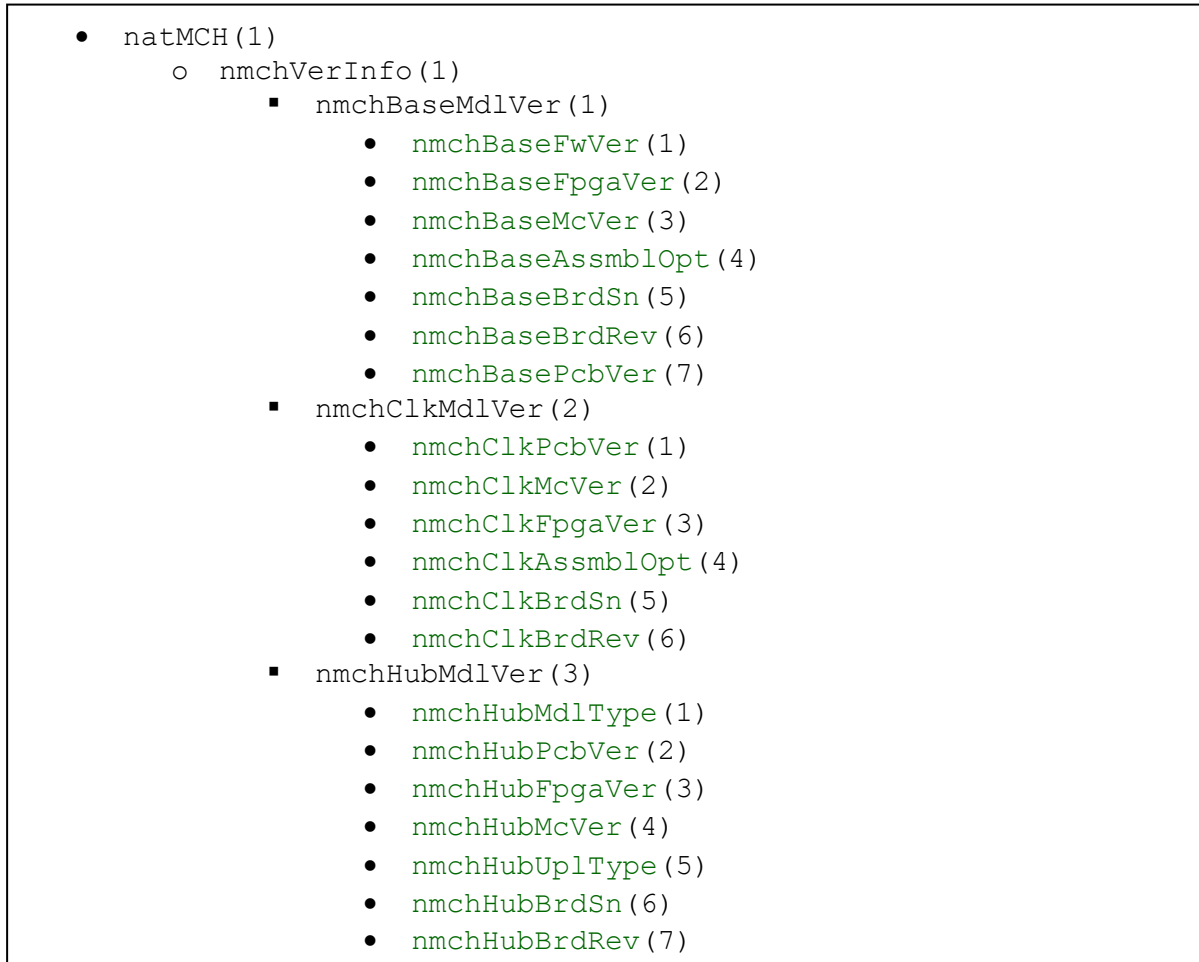 • natMCH(1)
o nmchVerInfo(1)
▪ nmchBaseMdlVer(1)
• nmchBaseFwVer(1)
• nmchBaseFpgaVer(2)
• nmchBaseMcVer(3)
• nmchBaseAssmblOpt(4)
• nmchBaseBrdSn(5)
• nmchBaseBrdRev(6)
• nmchBasePcbVer(7)
▪ nmchClkMdlVer(2)
• nmchClkPcbVer(1)
• nmchClkMcVer(2)
• nmchClkFpgaVer(3)
• nmchClkAssmblOpt(4)
• nmchClkBrdSn(5)
• nmchClkBrdRev(6)
▪ nmchHubMdlVer(3)
• nmchHubMdlType(1)
• nmchHubPcbVer(2)
• nmchHubFpgaVer(3)
• nmchHubMcVer(4)
• nmchHubUplType(5)
• nmchHubBrdSn(6)
• nmchHubBrdRev(7)